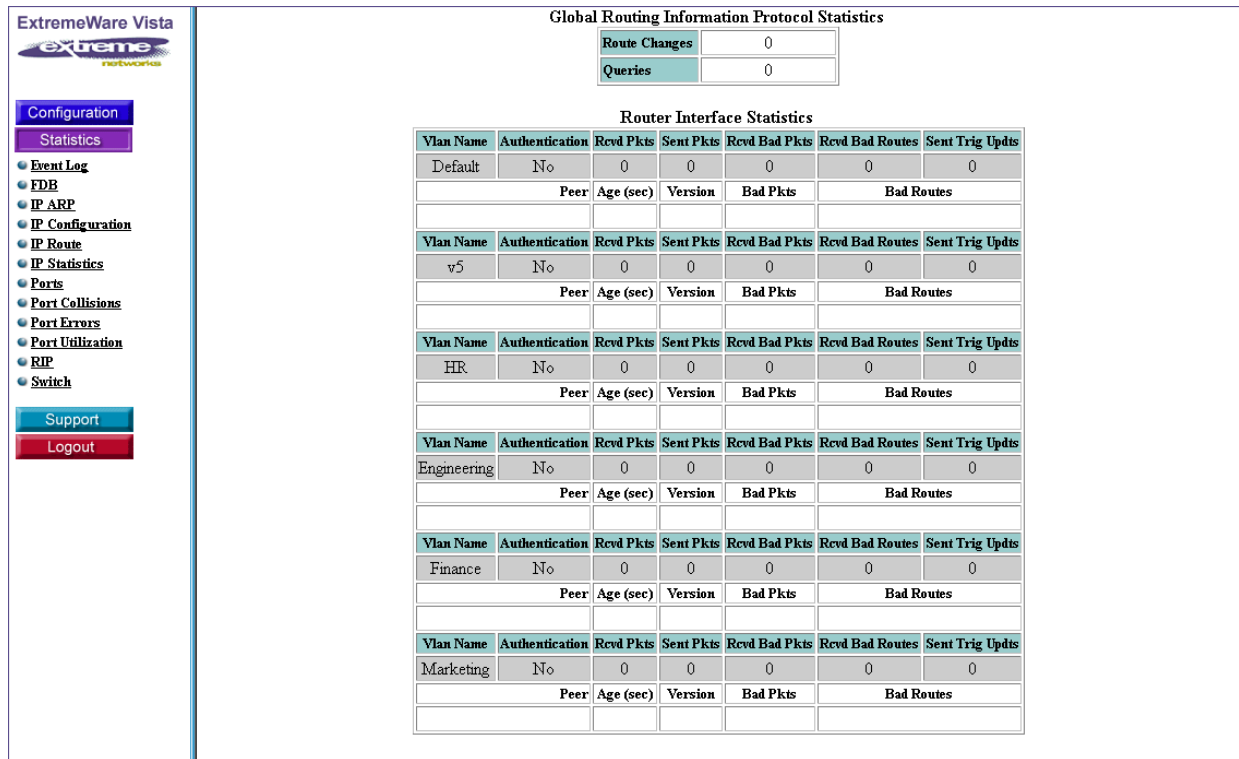 ExtremeWare Vista
extreme
networks
Configuration
Statistics
Event Log
FDB
IP ARP
IP Configuration
IP Route
IP Statistics
Ports
Port Collisions
Port Errors
Port Utilization
RIP
Switch
Support
Logout
Global Routing Information Protocol Statistics
Route Changes 0
Queries 0
Router Interface Statistics
Vlan Name Authentication Rcvd Pkts Sent Pkts Rcvd Bad Pkts Rcvd Bad Routes Sent Trig Updts
Default No 0 0 0 0 0
Peer Age (sec) Version Bad Pkts Bad Routes
Vlan Name Authentication Rcvd Pkts Sent Pkts Rcvd Bad Pkts Rcvd Bad Routes Sent Trig Updts
v5 No 0 0 0 0 0
Peer Age (sec) Version Bad Pkts Bad Routes
Vlan Name Authentication Rcvd Pkts Sent Pkts Rcvd Bad Pkts Rcvd Bad Routes Sent Trig Updts
HR No 0 0 0 0 0
Peer Age (sec) Version Bad Pkts Bad Routes
Vlan Name Authentication Rcvd Pkts Sent Pkts Rcvd Bad Pkts Rcvd Bad Routes Sent Trig Updts
Engineering No 0 0 0 0 0
Peer Age (sec) Version Bad Pkts Bad Routes
Vlan Name Authentication Rcvd Pkts Sent Pkts Rcvd Bad Pkts Rcvd Bad Routes Sent Trig Updts
Finance No 0 0 0 0 0
Peer Age (sec) Version Bad Pkts Bad Routes
Vlan Name Authentication Rcvd Pkts Sent Pkts Rcvd Bad Pkts Rcvd Bad Routes Sent Trig Updts
Marketing No 0 0 0 0 0
Peer Age (sec) Version Bad Pkts Bad Routes